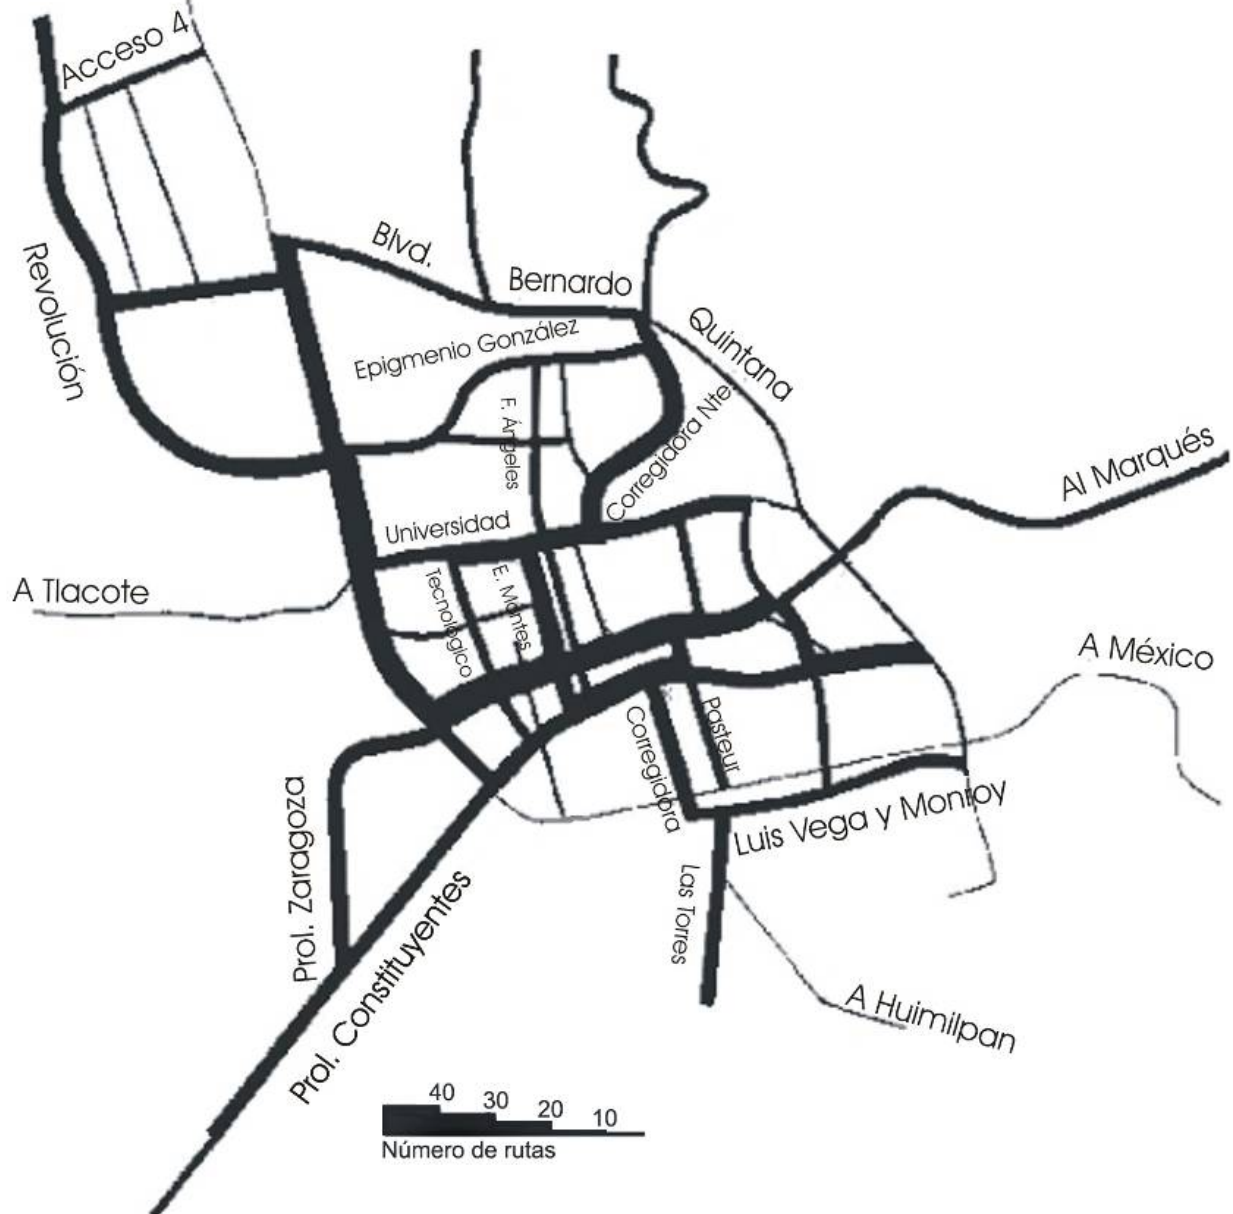 Acceso 4
Revolución
Blvd.
Bernardo
Quintana
Epigmenio González
F. Ángeles
Corregidora Nte.
Al Marqués
Universidad
A Tlacote
Tecnológico
E. Montes
A México
Pasteur
Corregidora
Luis Vega y Monroy
Prol. Zaragoza
Las Torres
Prol. Constituyentes
A Huimilpan
40 30 20 10
Número de rutas